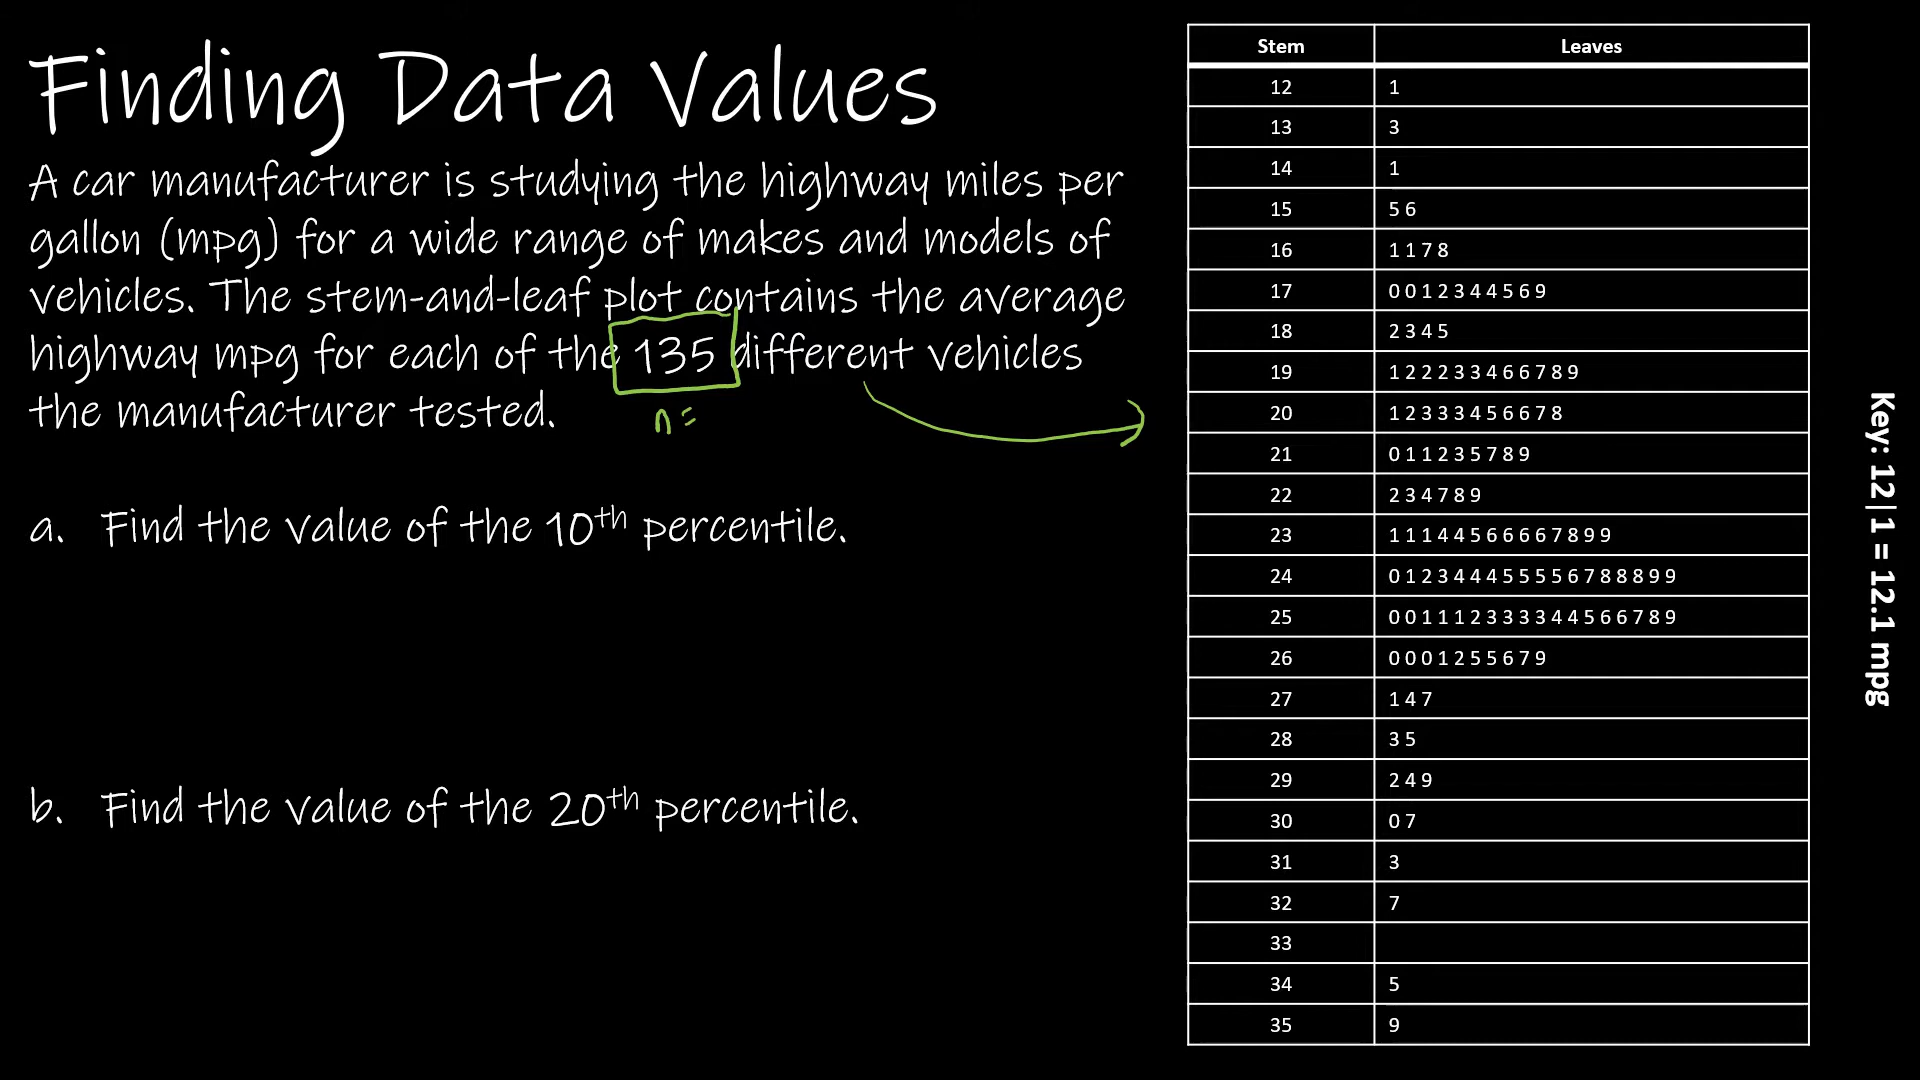 Finding Data Values
A car manufacturer is studying the highway miles per
gallon (mpg) for a wide range of makes and models of
vehicles. The stem-and-leaf plot contains the average
highway mpg for each of the 135 different vehicles
the manufacturer tested.
n =
a. Find the value of the 10th percentile.
b. Find the value of the 20th percentile.
Stem Leaves
12 1
13 3
14 1
15 5 6
16 1 1 7 8
17 0 0 1 2 3 4 4 5 6 9
18 2 3 4 5
19 1 2 2 2 3 3 4 6 6 7 8 9
20 1 2 3 3 3 4 5 6 6 7 8
21 0 1 1 2 3 5 7 8 9
22 2 3 4 7 8 9
23 1 1 1 4 4 5 6 6 6 6 7 8 9 9
24 0 1 2 3 4 4 4 5 5 5 5 6 7 8 8 8 9 9
25 0 0 1 1 1 2 3 3 3 3 4 4 5 6 6 7 8 9
26 0 0 0 1 2 5 5 6 7 9
27 1 4 7
28 3 5
29 2 4 9
30 0 7
31 3
32 7
33
34 5
35 9
Key: 12|1 = 12.1 mpg